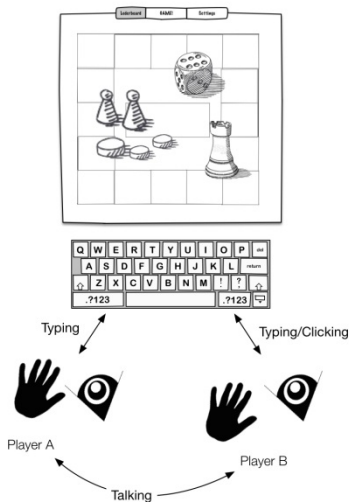 Leaderboard GAME! Settings
Q W E R T Y U I O P del
A S D F G H J K L return
Z X C V B N M ! ?
.?123 .?123
Typing Typing/Clicking
Player A
Player B
Talking